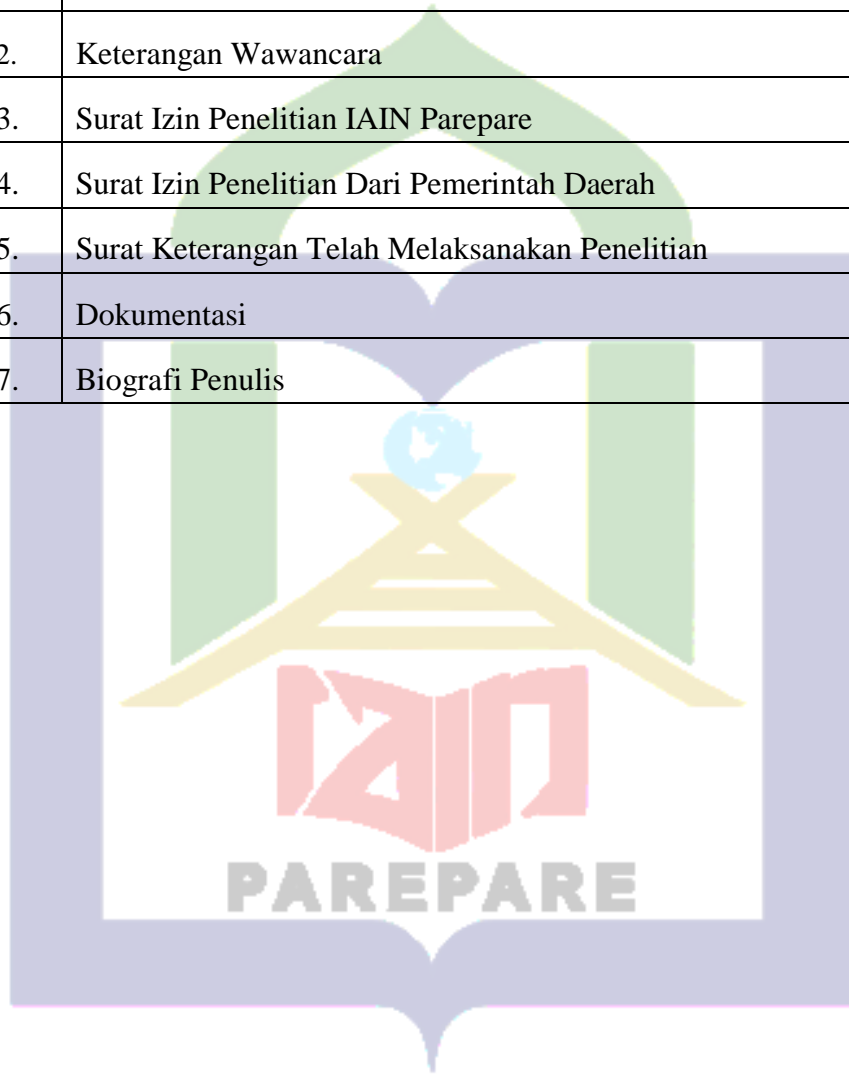 2. Keterangan Wawancara
3. Surat Izin Penelitian IAIN Parepare
4. Surat Izin Penelitian Dari Pemerintah Daerah
5. Surat Keterangan Telah Melaksanakan Penelitian
6. Dokumentasi
7. Biografi Penulis
iain
PAREPARE